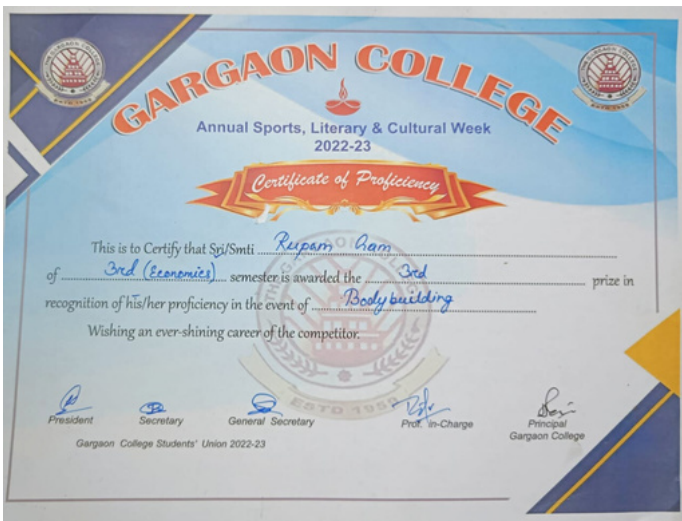 GARGAON COLLEGE
Annual Sports, Literary & Cultural Week
2022-23
Certificate of Proficiency
This is to Certify that Sri/Smti Rupam
of 3rd (Economics) semester is awarded the 3rd prize in
recognition of his/her proficiency in the event of Bodybuilding
Wishing an ever-shining career of the competitor.
ESTD 1959
President Secretary General Secretary Prof. in-Charge Principal
Gargaon College Students' Union 2022-23 Gargaon College